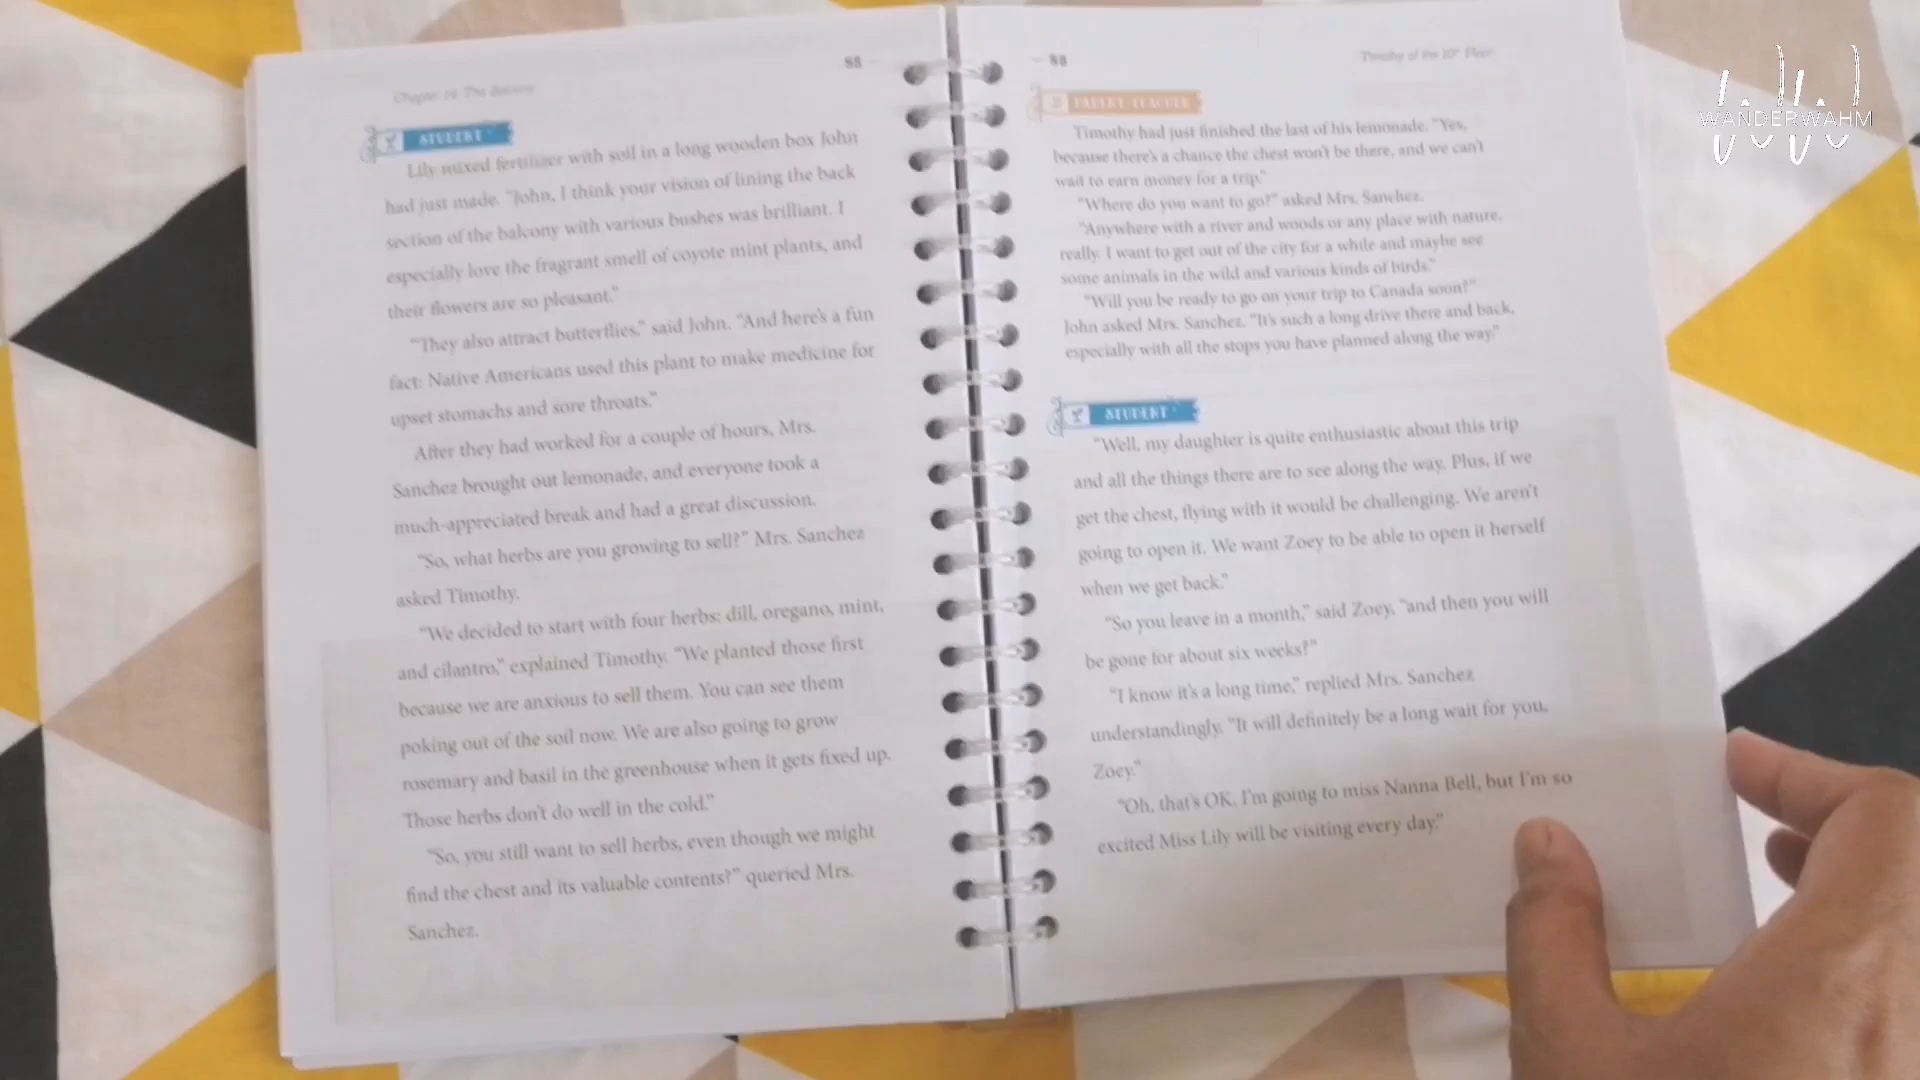 88
Chapter 14: The Balcony
STUDENT
Lily mixed fertilizer with soil in a long wooden box John
had just made. "John, I think your vision of lining the back
section of the balcony with various bushes was brilliant. I
especially love the fragrant smell of coyote mint plants, and
their flowers are so pleasant."
"They also attract butterflies," said John. "And here's a fun
fact: Native Americans used this plant to make medicine for
upset stomachs and sore throats."
After they had worked for a couple of hours, Mrs.
Sanchez brought out lemonade, and everyone took a
much-appreciated break and had a great discussion.
"So, what herbs are you growing to sell?" Mrs. Sanchez
asked Timothy.
"We decided to start with four herbs: dill, oregano, mint,
and cilantro," explained Timothy. "We planted those first
because we are anxious to sell them. You can see them
poking out of the soil now. We are also going to grow
rosemary and basil in the greenhouse when it gets fixed up.
Those herbs don't do well in the cold."
"So, you still want to sell herbs, even though we might
find the chest and its valuable contents?" queried Mrs.
Sanchez.
Timothy of the 10th Floor
PARENT/TEACHER
Timothy had just finished the last of his lemonade. "Yes,
because there's a chance the chest won't be there, and we can't
wait to earn money for a trip."
"Where do you want to go?" asked Mrs. Sanchez.
"Anywhere with a river and woods or any place with nature,
really. I want to get out of the city for a while and maybe see
some animals in the wild and various kinds of birds."
"Will you be ready to go on your trip to Canada soon?"
John asked Mrs. Sanchez. "It's such a long drive there and back,
especially with all the stops you have planned along the way."
STUDENT
"Well, my daughter is quite enthusiastic about this trip
and all the things there are to see along the way. Plus, if we
get the chest, flying with it would be challenging. We aren't
going to open it. We want Zoey to be able to open it herself
when we get back."
"So you leave in a month," said Zoey, "and then you will
be gone for about six weeks?"
"I know it's a long time," replied Mrs. Sanchez
understandingly. "It will definitely be a long wait for you,
Zoey."
"Oh, that's OK. I'm going to miss Nanna Bell, but I'm so
excited Miss Lily will be visiting every day."
WANDERWAHM